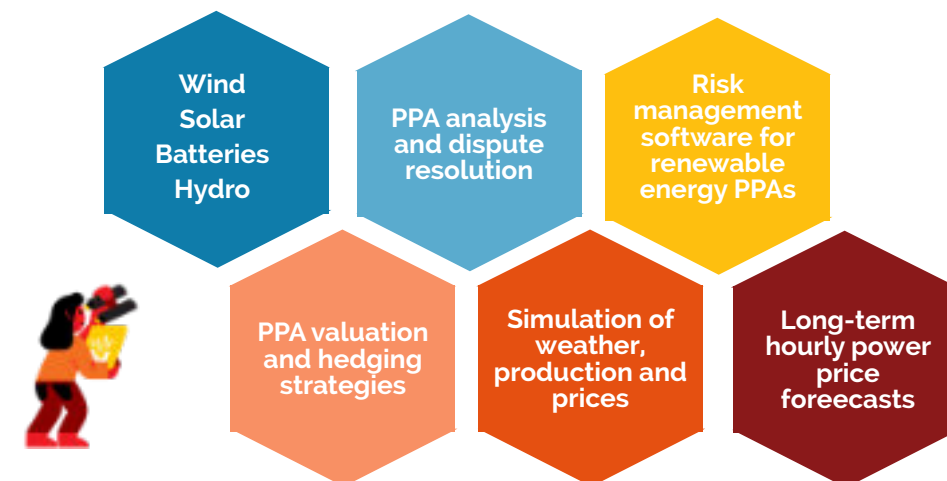 Wind
Solar
Batteries
Hydro
PPA analysis
and dispute
resolution
Risk
management
software for
renewable
energy PPAs
PPA valuation
and hedging
strategies
Simulation of
weather,
production and
prices
Long-term
hourly power
price
foreecasts